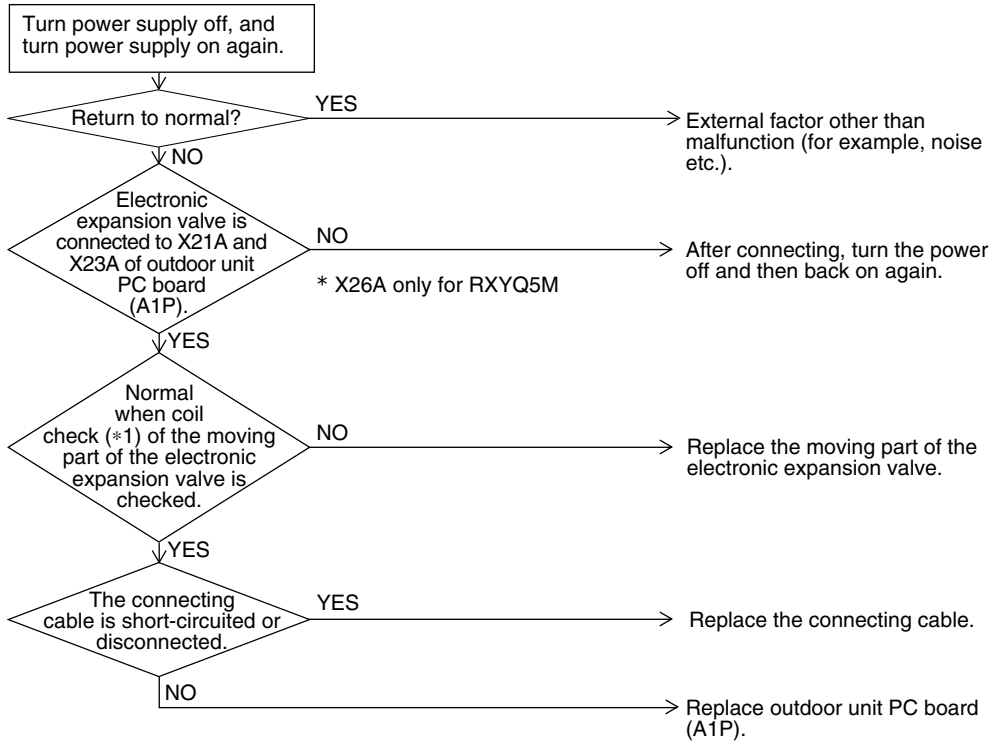 Turn power supply off, and
turn power supply on again.
Return to normal?
YES
External factor other than
malfunction (for example, noise
etc.).
NO
Electronic
expansion valve is
connected to X21A and
X23A of outdoor unit
PC board
(A1P).
NO
* X26A only for RXYQ5M
After connecting, turn the power
off and then back on again.
YES
Normal
when coil
check (*1) of the moving
part of the electronic
expansion valve is
checked.
NO
Replace the moving part of the
electronic expansion valve.
YES
The connecting
cable is short-circuited or
disconnected.
YES
Replace the connecting cable.
NO
Replace outdoor unit PC board
(A1P).